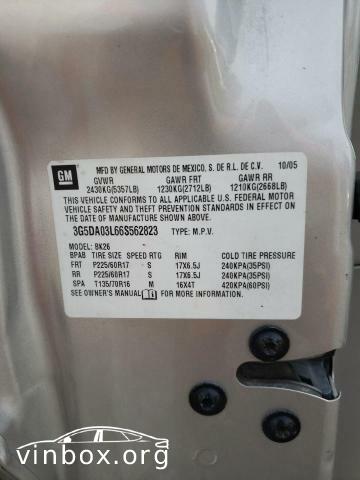 GM
MFD BY GENERAL MOTORS DE MEXICO, S. DE R.L. DE C.V. 10/05
GVWR GAWR FRT GAWR RR
2430KG(5357LB) 1230KG(2712LB) 1210KG(2668LB)
THIS VEHICLE CONFORMS TO ALL APPLICABLE U.S. FEDERAL MOTOR
VEHICLE SAFETY AND THEFT PREVENTION STANDARDS IN EFFECT ON
THE DATE OF MANUFACTURE SHOWN ABOVE.
3G5DA03L66S562823 TYPE: M.P.V.
MODEL: BK26
BPAB TIRE SIZE SPEED RTG RIM COLD TIRE PRESSURE
FRT P225/60R17 S 17X6.5J 240KPA(35PSI)
RR P225/60R17 S 17X6.5J 240KPA(35PSI)
SPA T135/70R16 M 16X4T 420KPA(60PSI)
SEE OWNER'S MANUAL FOR ADDITIONAL INFORMATION.
vinbox.org